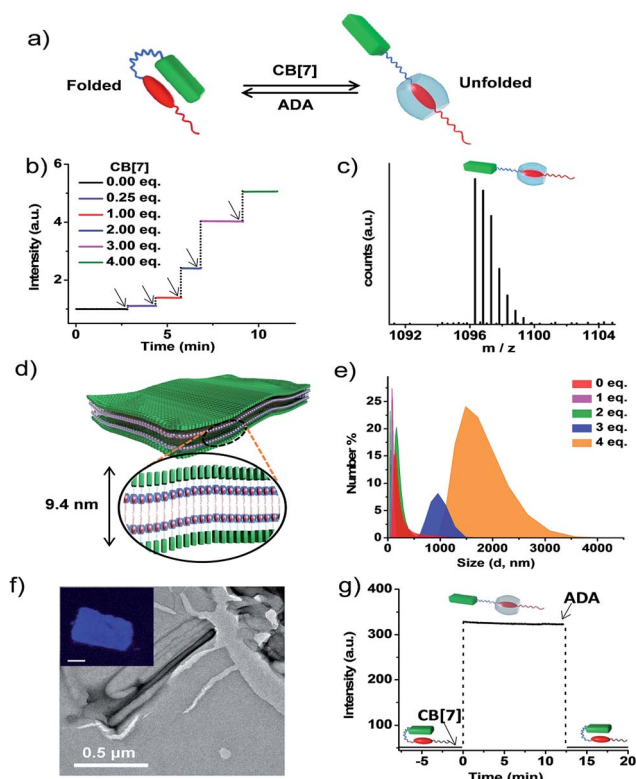 a)
Folded
CB[7]
ADA
Unfolded
b)
CB[7]
0.00 eq.
0.25 eq.
1.00 eq.
2.00 eq.
3.00 eq.
4.00 eq.
5
3
1
Intensity (a.u.)
0 5 10
Time (min)
c)
counts (a.u.)
1092 1096 1100 1104
m / z
d)
9.4 nm
e)
0 eq.
1 eq.
2 eq.
3 eq.
4 eq.
25
20
15
10
5
0
Number %
0 1000 2000 3000 4000
Size (d, nm)
f)
0.5 µm
g)
400
300
200
100
Intensity (a.u.)
ADA
CB[7]
-5 0 5 10 15 20
Time (min)